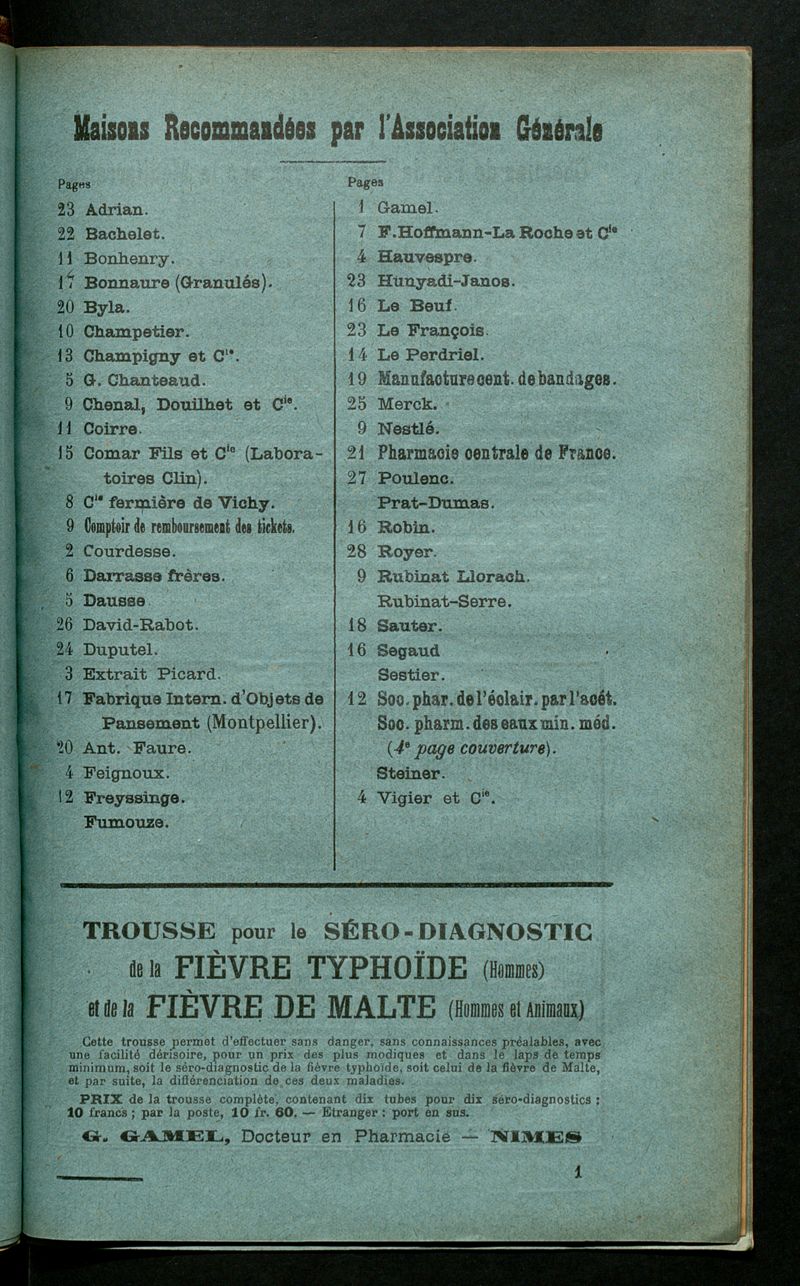 Maisons Recommandées par l'Association Générale
Pages
23 Adrian.
22 Bachelet.
11 Bonhenry.
17 Bonnaure (Granulés).
20 Byla.
10 Champetier.
13 Champigny et Cie.
5 G. Chanteaud.
9 Chenal, Douilhet et Cie.
11 Coirre.
15 Comar Fils et Cie (Labora-
toires Clin).
8 Cie fermière de Vichy.
9 Comptoir de remboursement des tickets.
2 Courdesse.
6 Darrasse frères.
5 Dausse
26 David-Rabot.
24 Duputel.
3 Extrait Picard.
17 Fabrique Intern. d'Objets de
Pansement (Montpellier).
20 Ant. Faure.
4 Feignoux.
12 Freyssinge.
Fumouze.
Pages
1 Gamel.
7 F. Hoffmann-La Roche et Cie
4 Hauvespre.
23 Hunyadi-Janos.
16 Le Beuf.
23 Le François.
14 Le Perdriel.
19 Manufacture cent. de bandages.
25 Merck.
9 Nestlé.
21 Pharmacie centrale de France.
27 Poulenc.
Prat-Dumas.
16 Robin.
28 Royer.
9 Rubinat Llorach.
Rubinat-Serre.
18 Sauter.
16 Segaud
Sestier.
12 Soc. phar. de l'éclair. par l'acét.
Soc. pharm. des eaux min. méd.
(4e page couverture).
Steiner.
4 Vigier et Cie.
TROUSSE pour le SÉRO-DIAGNOSTIC
de la FIÈVRE TYPHOÏDE (Hommes)
et de la FIÈVRE DE MALTE (Hommes et Animaux)
Cette trousse permet d'effectuer sans danger, sans connaissances préalables, avec
une facilité dérisoire, pour un prix des plus modiques et dans le laps de temps
minimum, soit le séro-diagnostic de la fièvre typhoïde, soit celui de la fièvre de Malte,
et par suite, la différenciation de ces deux maladies.
PRIX de la trousse complète, contenant dix tubes pour dix séro-diagnostics :
10 francs ; par la poste, 10 fr. 60. — Etranger : port en sus.
G. GAMEL, Docteur en Pharmacie — NIMES
1